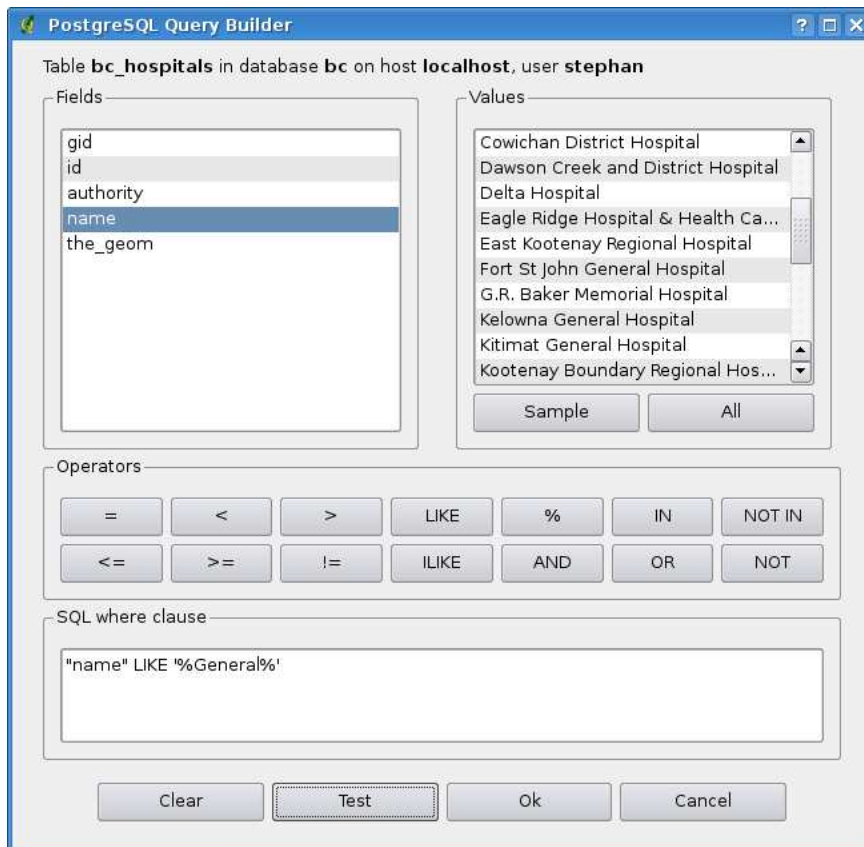 PostgreSQL Query Builder
Table bc_hospitals in database bc on host localhost, user stephan
Fields
gid
id
authority
name
the_geom
Values
Cowichan District Hospital
Dawson Creek and District Hospital
Delta Hospital
Eagle Ridge Hospital & Health Ca...
East Kootenay Regional Hospital
Fort St John General Hospital
G.R. Baker Memorial Hospital
Kelowna General Hospital
Kitimat General Hospital
Kootenay Boundary Regional Hos...
Sample All
Operators
= < > LIKE % IN NOT IN
<= >= != ILIKE AND OR NOT
SQL where clause
"name" LIKE '%General%'
Clear Test Ok Cancel